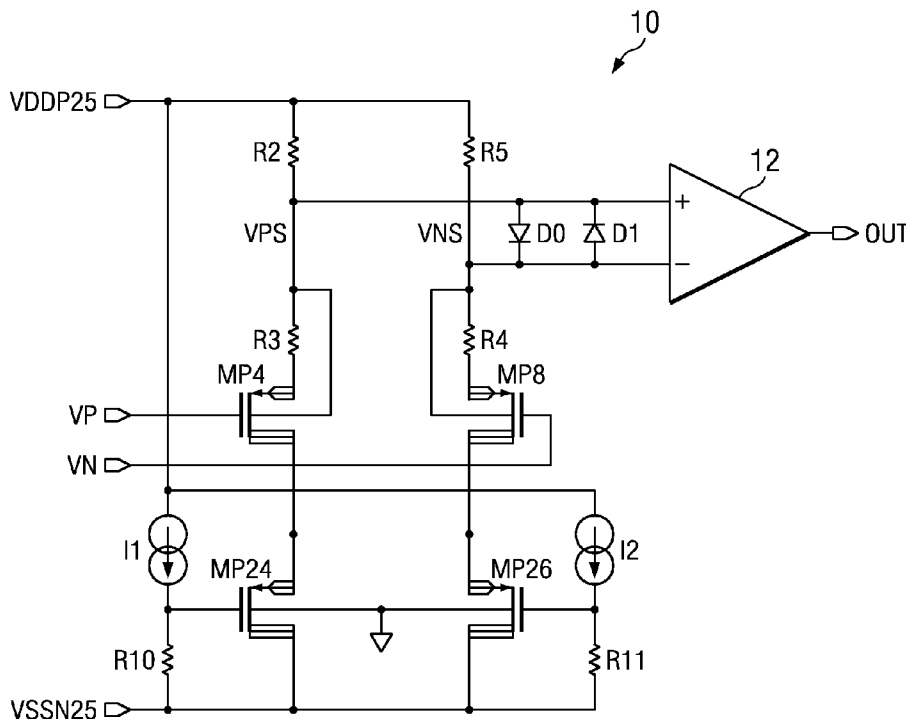 10
VDDP25
R2
R5
12
+
VPS
VNS
D0
D1
OUT
−
R3
R4
MP4
MP8
VP
VN
I1
I2
MP24
MP26
R10
R11
VSSN25